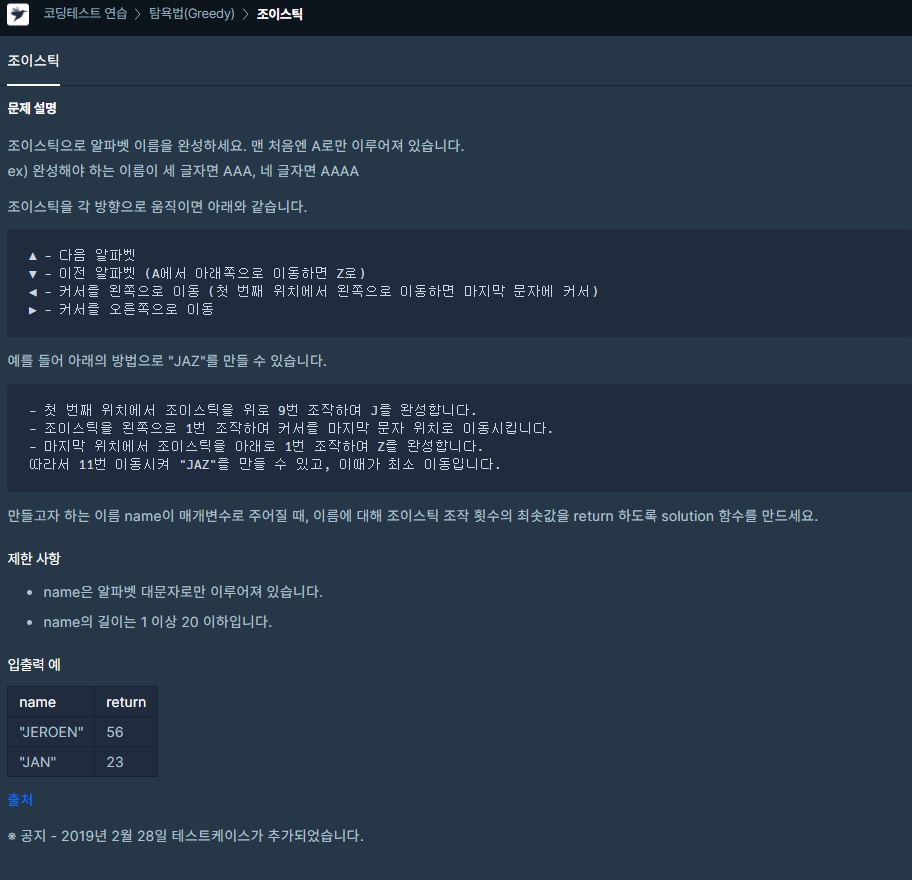 코딩테스트 연습 > 탐욕법(Greedy) > 조이스틱
조이스틱
문제 설명
조이스틱으로 알파벳 이름을 완성하세요. 맨 처음엔 A로만 이루어져 있습니다.
ex) 완성해야 하는 이름이 세 글자면 AAA, 네 글자면 AAAA
조이스틱을 각 방향으로 움직이면 아래와 같습니다.
▲ - 다음 알파벳
▼ - 이전 알파벳 (A에서 아래쪽으로 이동하면 Z로)
◀ - 커서를 왼쪽으로 이동 (첫 번째 위치에서 왼쪽으로 이동하면 마지막 문자에 커서)
▶ - 커서를 오른쪽으로 이동
예를 들어 아래의 방법으로 "JAZ"를 만들 수 있습니다.
- 첫 번째 위치에서 조이스틱을 위로 9번 조작하여 J를 완성합니다.
- 조이스틱을 왼쪽으로 1번 조작하여 커서를 마지막 문자 위치로 이동시킵니다.
- 마지막 위치에서 조이스틱을 아래로 1번 조작하여 Z를 완성합니다.
따라서 11번 이동시켜 "JAZ"를 만들 수 있고, 이때가 최소 이동입니다.
만들고자 하는 이름 name이 매개변수로 주어질 때, 이름에 대해 조이스틱 조작 횟수의 최솟값을 return 하도록 solution 함수를 만드세요.
제한 사항
• name은 알파벳 대문자로만 이루어져 있습니다.
• name의 길이는 1 이상 20 이하입니다.
입출력 예
name return
"JEROEN" 56
"JAN" 23
출처
※ 공지 - 2019년 2월 28일 테스트케이스가 추가되었습니다.